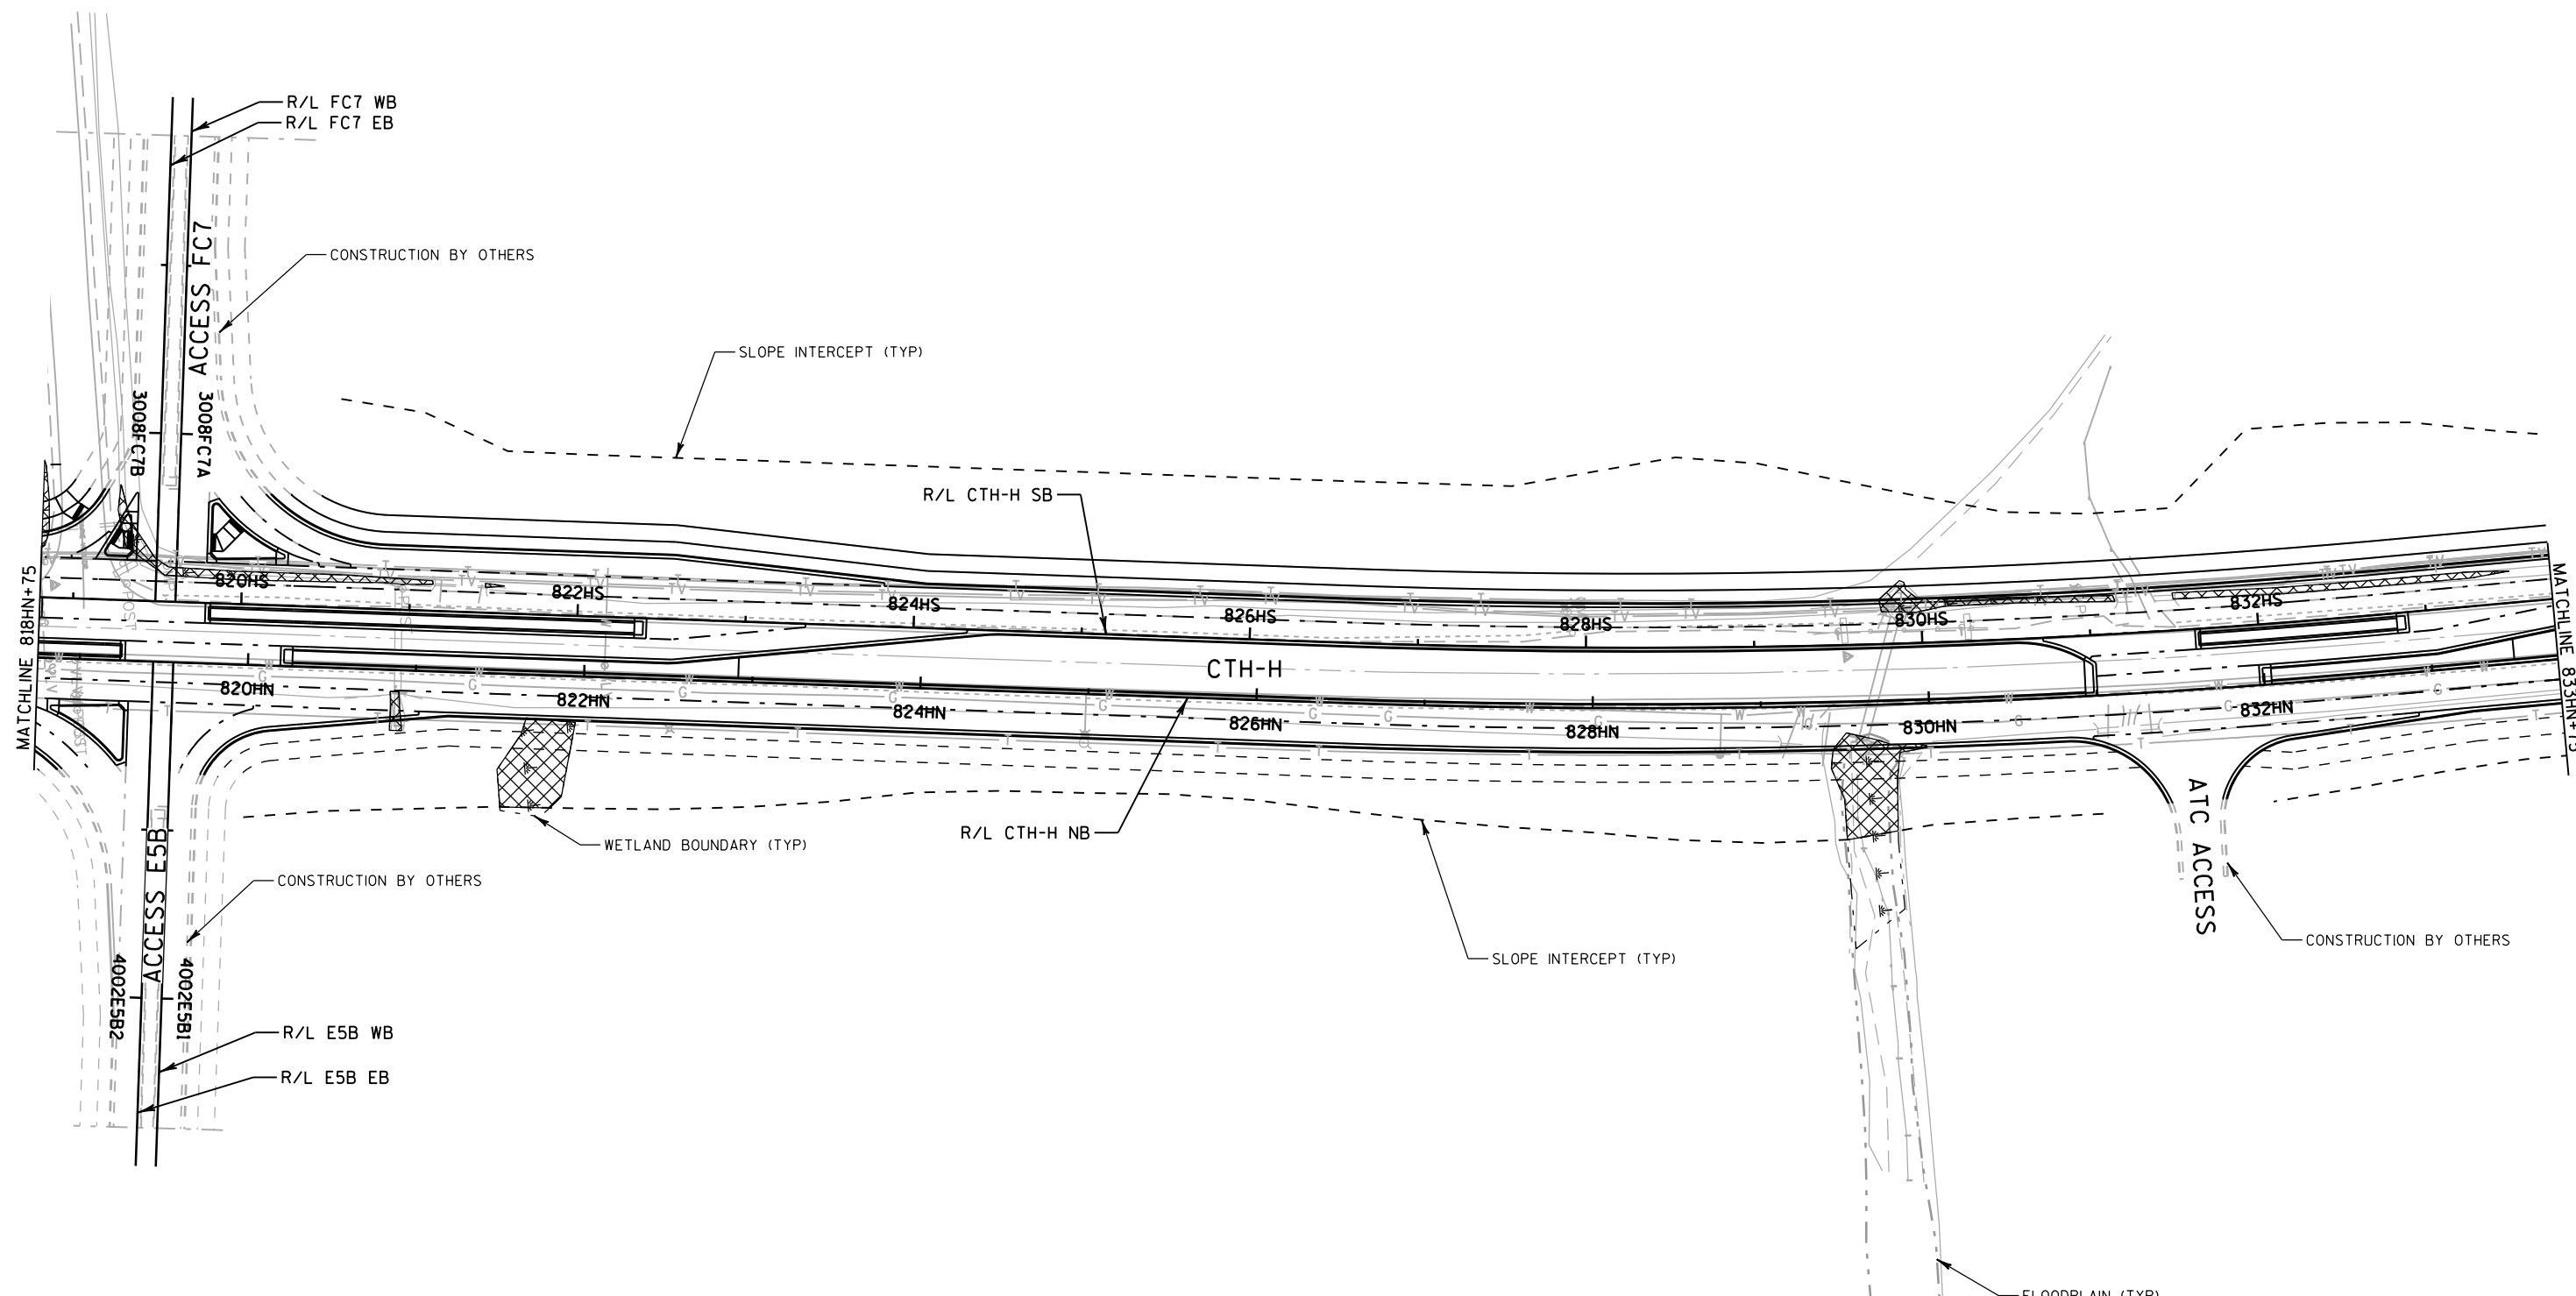 R/L FC7 WB
R/L FC7 EB
ACCESS FC7
CONSTRUCTION BY OTHERS
SLOPE INTERCEPT (TYP)
3008FC7B
3008FC7A
R/L CTH-H SB
MATCHLINE 818HN+75
820HS
822HS
824HS
826HS
828HS
830HS
832HS
MATCHLINE 833HN+75
CTH-H
820HN
822HN
824HN
826HN
828HN
830HN
832HN
R/L CTH-H NB
WETLAND BOUNDARY (TYP)
ACCESS E5B
CONSTRUCTION BY OTHERS
ATC ACCESS
CONSTRUCTION BY OTHERS
SLOPE INTERCEPT (TYP)
4002E5B2
4002E5B1
R/L E5B WB
R/L E5B EB
FLOODPLAIN (TYP)